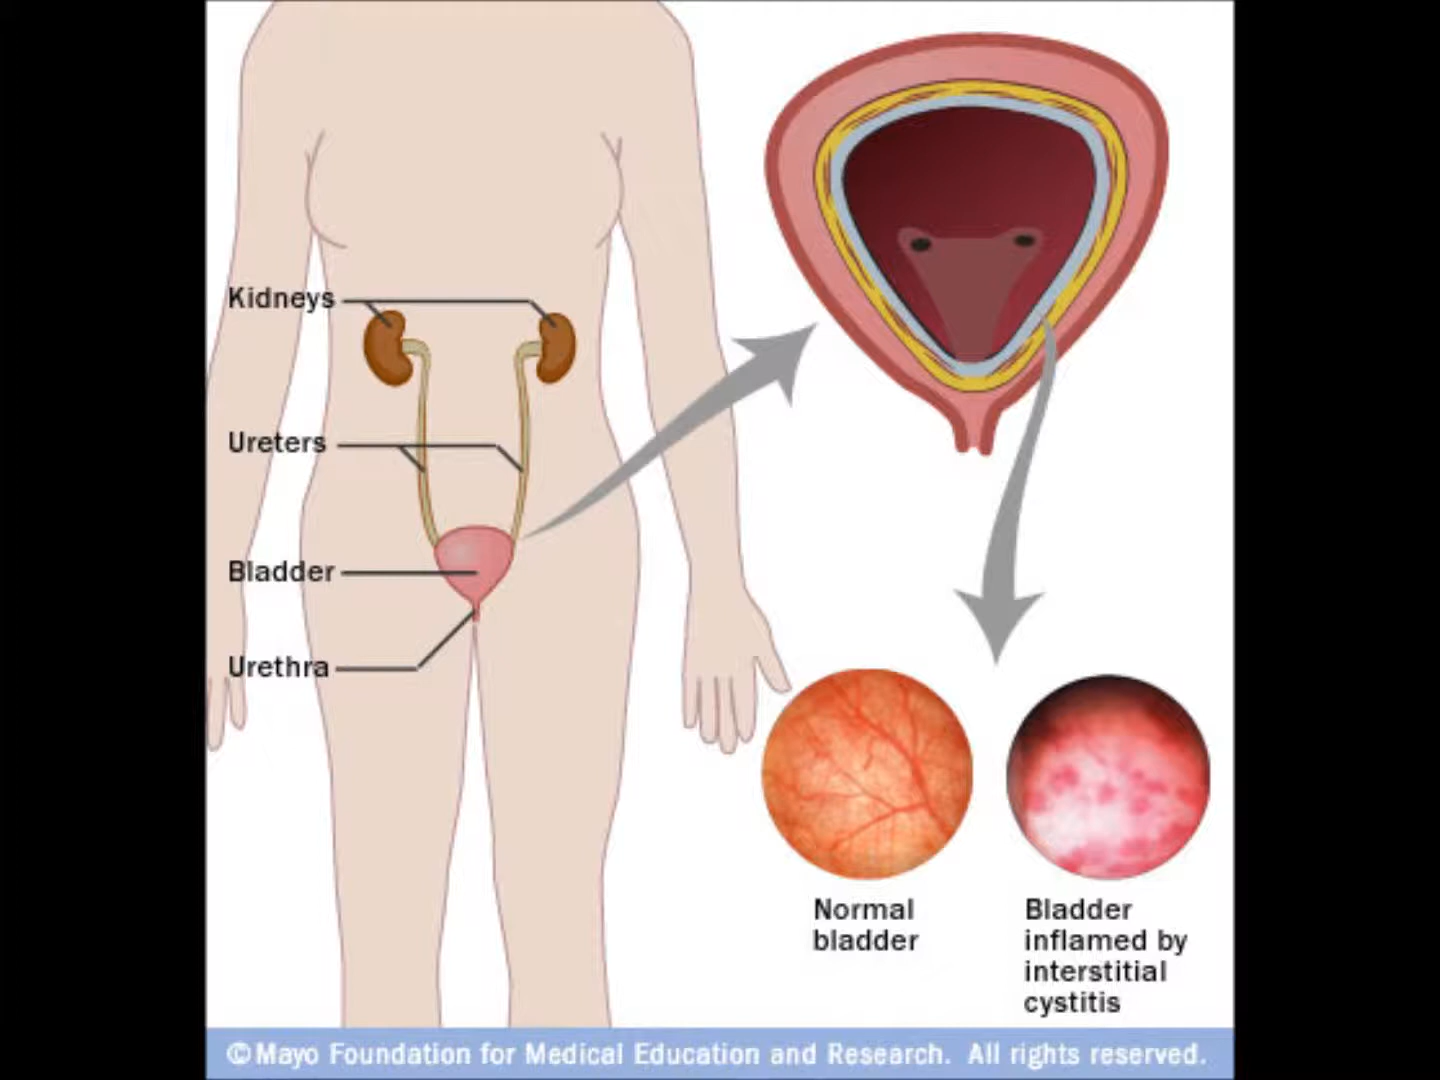 Kidneys
Ureters
Bladder
Urethra
Normal
bladder
Bladder
inflamed by
interstitial
cystitis
©Mayo Foundation for Medical Education and Research. All rights reserved.